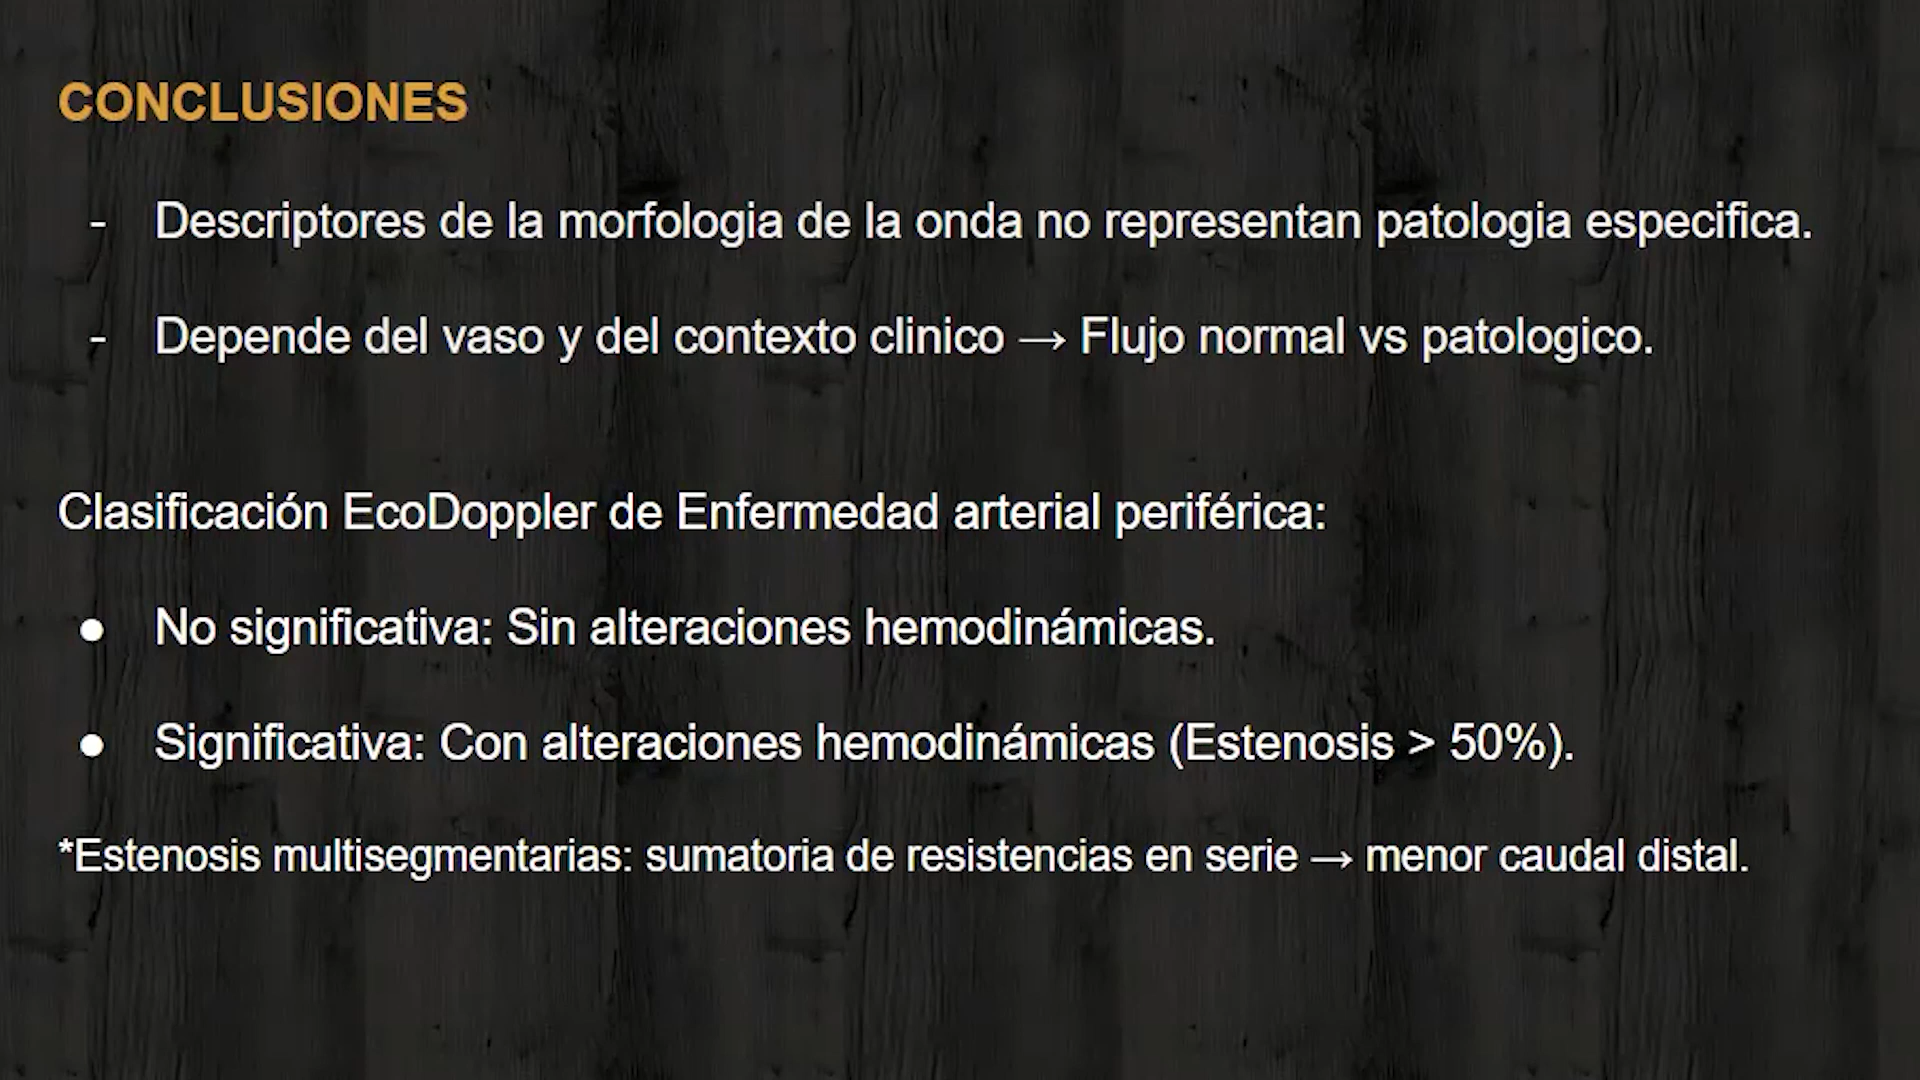 CONCLUSIONES
- Descriptores de la morfologia de la onda no representan patologia especifica.
- Depende del vaso y del contexto clinico → Flujo normal vs patologico.
Clasificación EcoDoppler de Enfermedad arterial periférica:
● No significativa: Sin alteraciones hemodinámicas.
● Significativa: Con alteraciones hemodinámicas (Estenosis > 50%).
*Estenosis multisegmentarias: sumatoria de resistencias en serie → menor caudal distal.